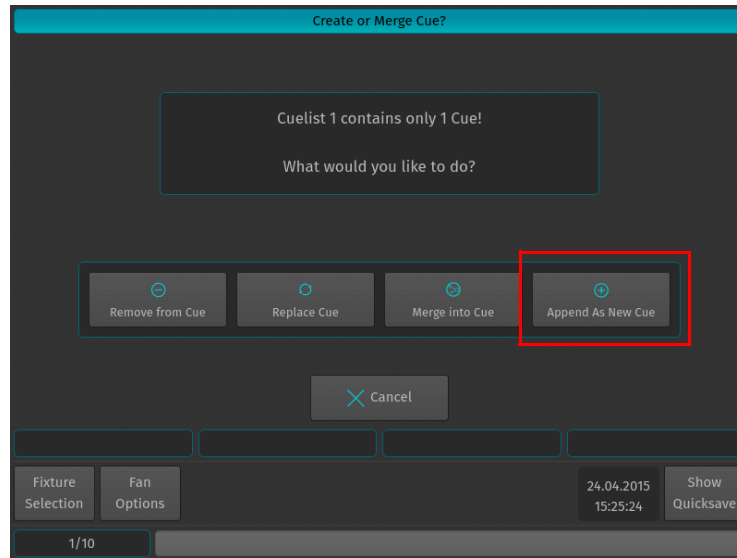 Create or Merge Cue?
Cuelist 1 contains only 1 Cue!
What would you like to do?
Remove from Cue
Replace Cue
Merge into Cue
Append As New Cue
Cancel
Fixture
Selection
Fan
Options
24.04.2015
15:25:24
Show
Quicksave
1/10